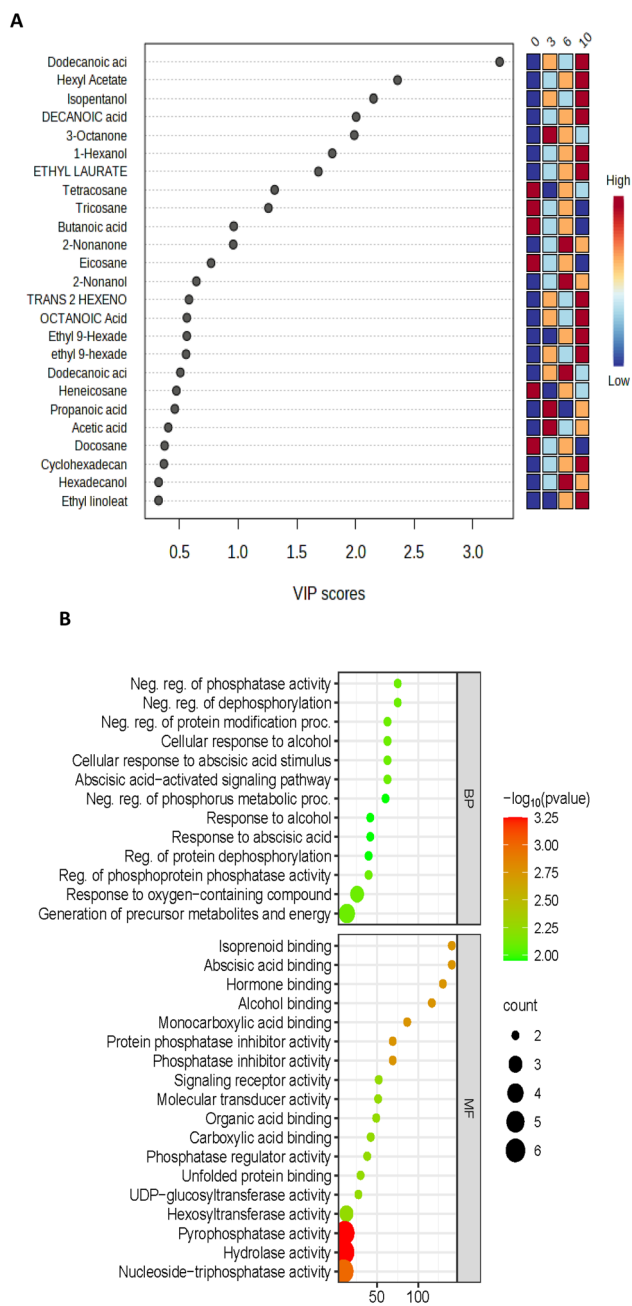 A
0 3 6 10
Dodecanoic aci
Hexyl Acetate
Isopentanol
DECANOIC acid
3-Octanone
1-Hexanol
ETHYL LAURATE
Tetracosane
Tricosane
Butanoic acid
2-Nonanone
Eicosane
2-Nonanol
TRANS 2 HEXENO
OCTANOIC Acid
Ethyl 9-Hexade
ethyl 9-hexade
Dodecanoic aci
Heneicosane
Propanoic acid
Acetic acid
Docosane
Cyclohexadecan
Hexadecanol
Ethyl linoleat
High
Low
0.5 1.0 1.5 2.0 2.5 3.0
VIP scores
B
Neg. reg. of phosphatase activity
Neg. reg. of dephosphorylation
Neg. reg. of protein modification proc.
Cellular response to alcohol
Cellular response to abscisic acid stimulus
Abscisic acid-activated signaling pathway
Neg. reg. of phosphorus metabolic proc.
Response to alcohol
Response to abscisic acid
Reg. of protein dephosphorylation
Reg. of phosphoprotein phosphatase activity
Response to oxygen-containing compound
Generation of precursor metabolites and energy
BP
Isoprenoid binding
Abscisic acid binding
Hormone binding
Alcohol binding
Monocarboxylic acid binding
Protein phosphatase inhibitor activity
Phosphatase inhibitor activity
Signaling receptor activity
Molecular transducer activity
Organic acid binding
Carboxylic acid binding
Phosphatase regulator activity
Unfolded protein binding
UDP-glucosyltransferase activity
Hexosyltransferase activity
Pyrophosphatase activity
Hydrolase activity
Nucleoside-triphosphatase activity
MF
50 100
-log10(pvalue)
3.25
3.00
2.75
2.50
2.25
2.00
count
2
3
4
5
6